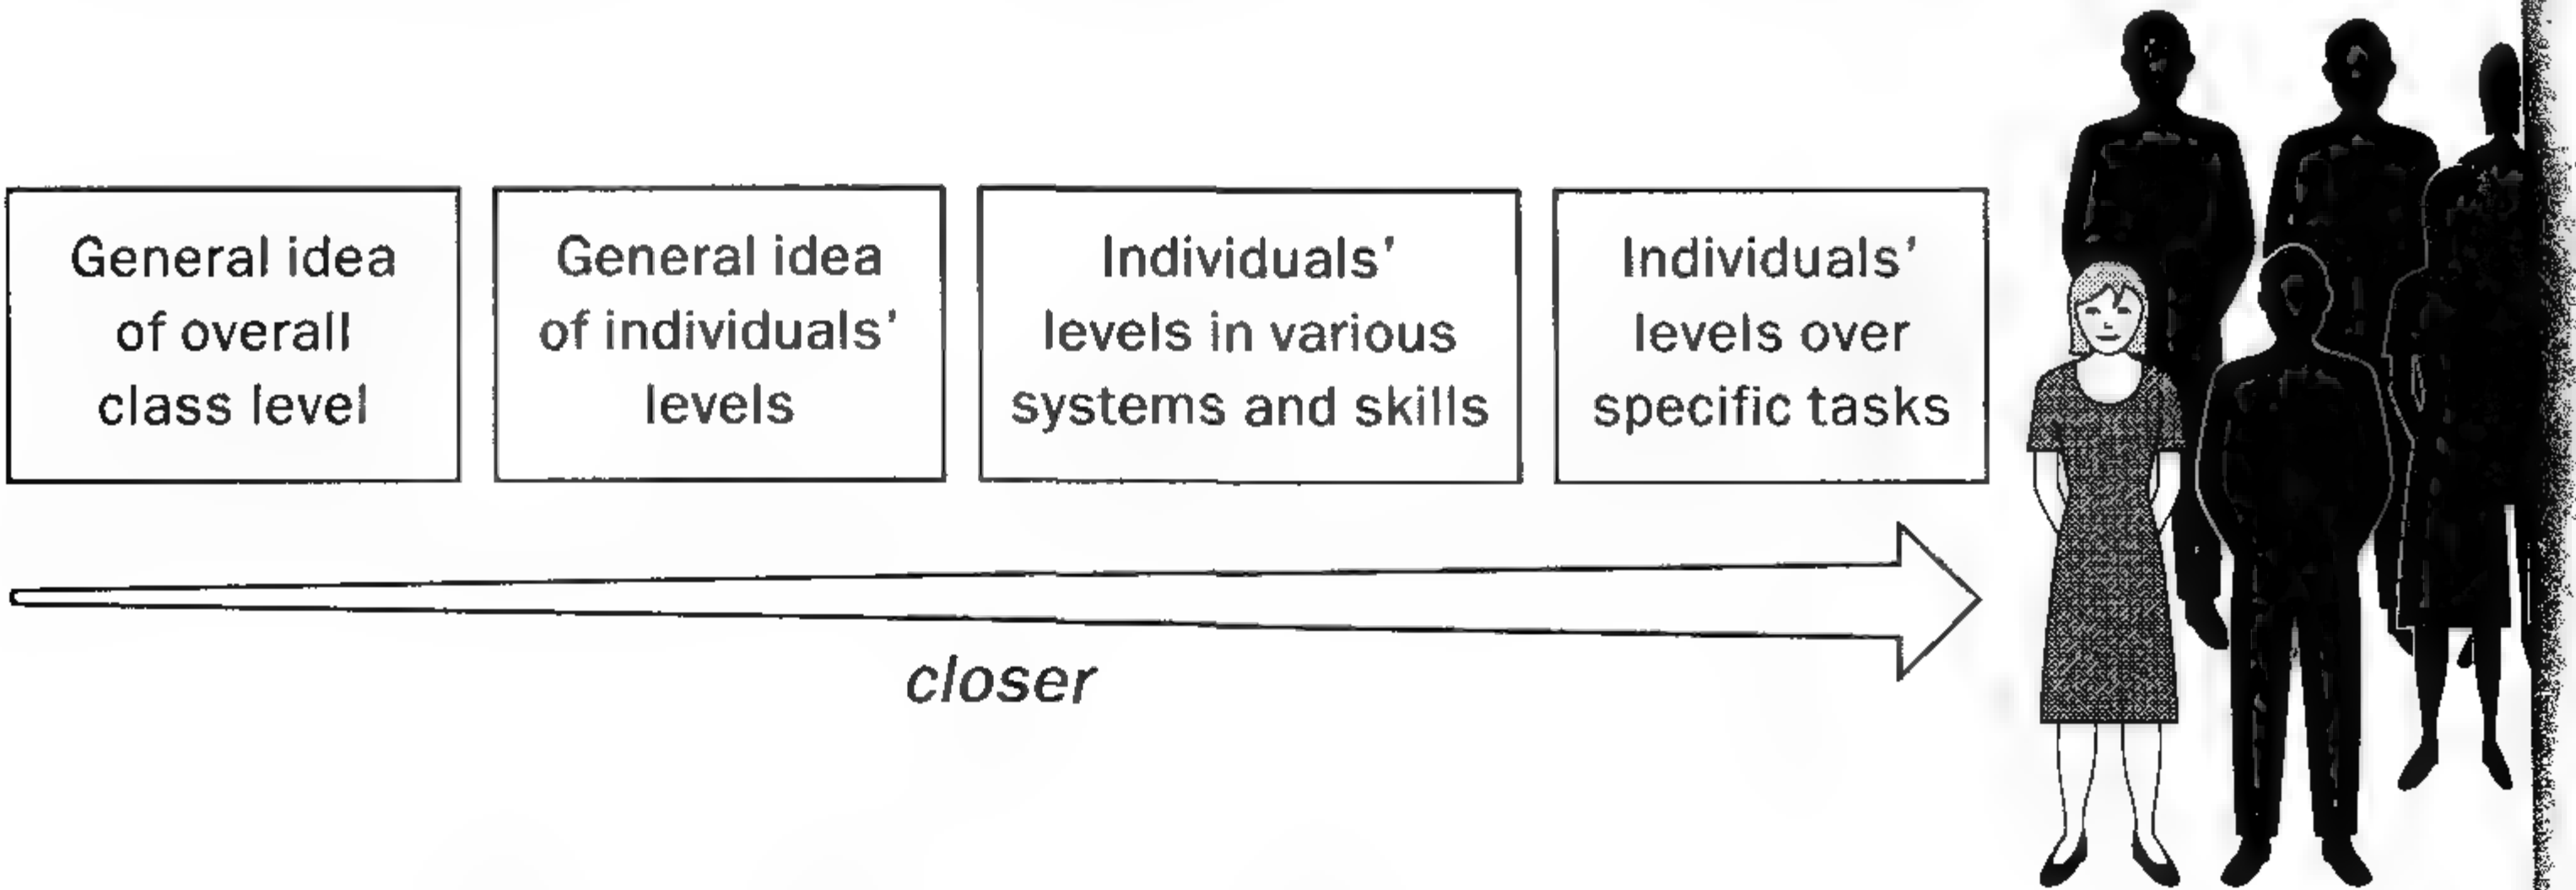 General idea
of overall
class level
General idea
of individuals'
levels
Individuals'
levels in various
systems and skills
Individuals'
levels over
specific tasks
closer